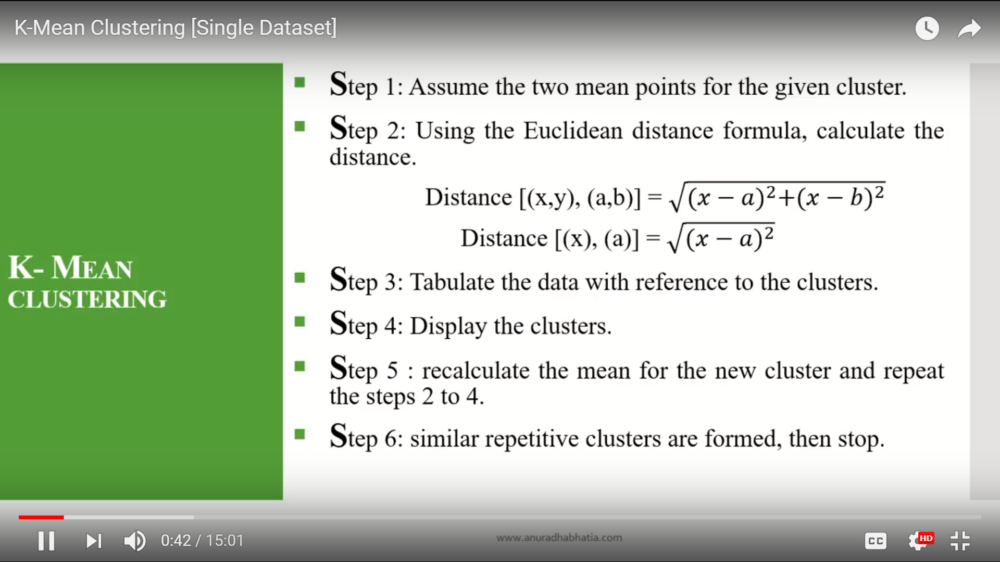 K-Mean Clustering [Single Dataset]
K- MEAN
CLUSTERING
Step 1: Assume the two mean points for the given cluster.
Step 2: Using the Euclidean distance formula, calculate the
distance.
Distance [(x,y), (a,b)] = √(x − a)²+(x − b)²
Distance [(x), (a)] = √(x − a)²
Step 3: Tabulate the data with reference to the clusters.
Step 4: Display the clusters.
Step 5 : recalculate the mean for the new cluster and repeat
the steps 2 to 4.
Step 6: similar repetitive clusters are formed, then stop.
0:42 / 15:01
www.anuradhabhatia.com
CC
HD